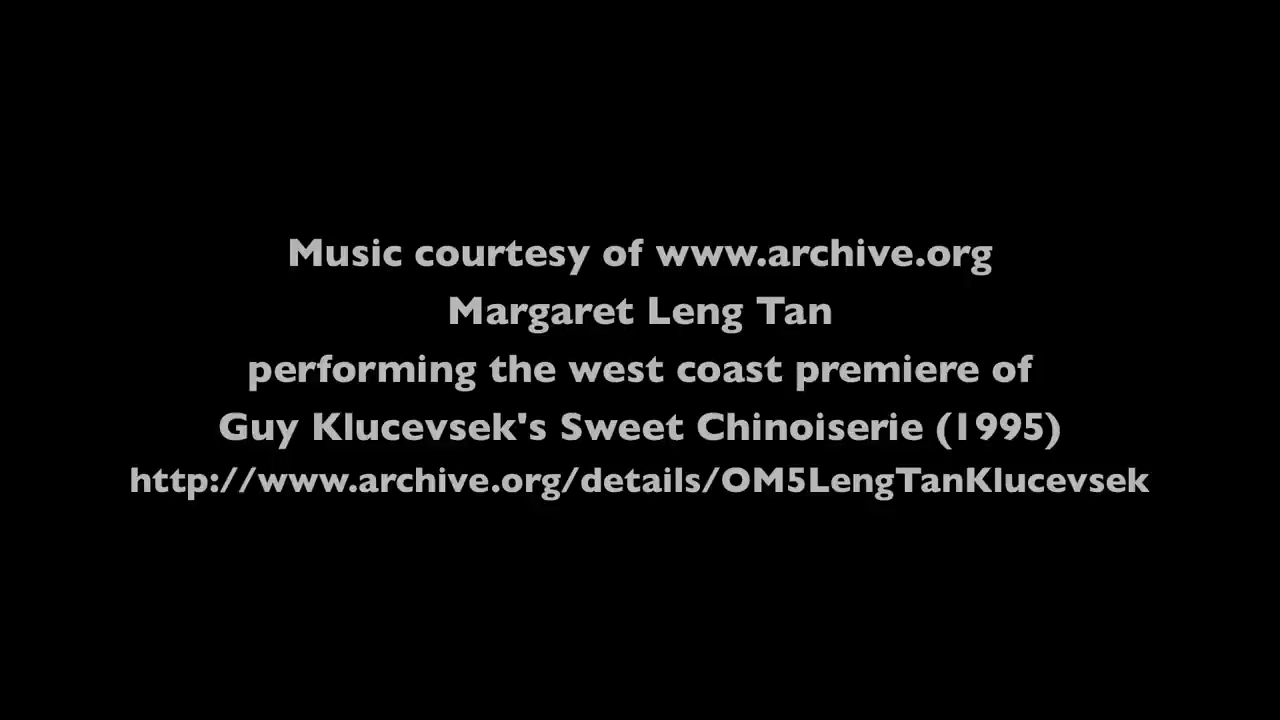 Music courtesy of www.archive.org
Margaret Leng Tan
performing the west coast premiere of
Guy Klucevsek's Sweet Chinoiserie (1995)
http://www.archive.org/details/OM5LengTanKlucevsek